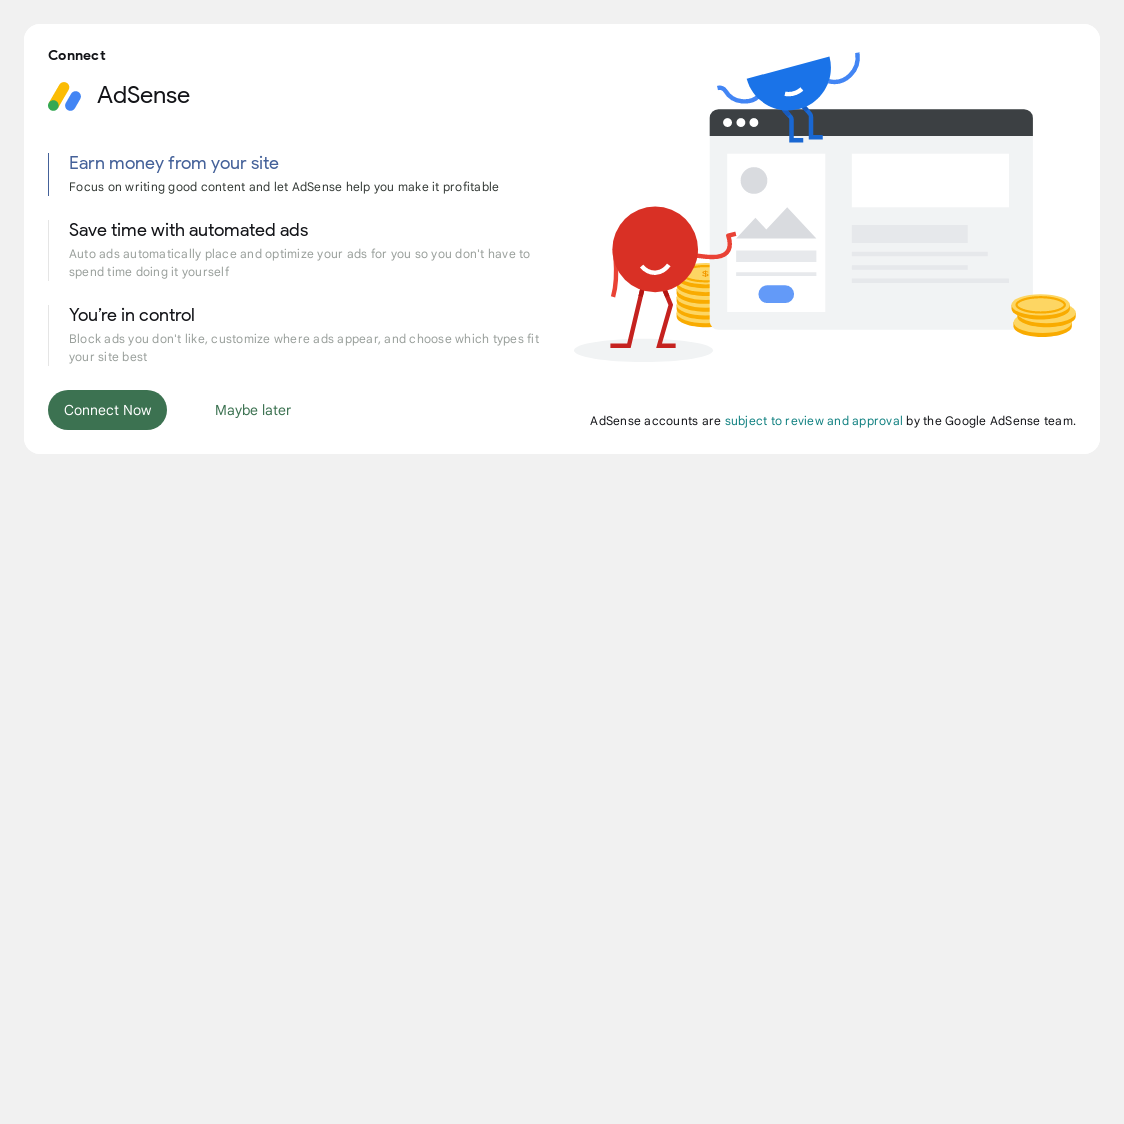 Connect
AdSense
Earn money from your site
Focus on writing good content and let AdSense help you make it profitable
Save time with automated ads
Auto ads automatically place and optimize your ads for you so you don't have to
spend time doing it yourself
You’re in control
Block ads you don't like, customize where ads appear, and choose which types fit
your site best
Connect Now
Maybe later
AdSense accounts are subject to review and approval by the Google AdSense team.
$